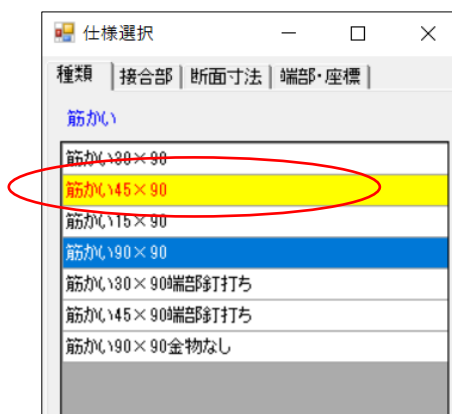 仕様選択
種類 接合部 断面寸法 端部・座標
筋かい
筋かい30×90
筋かい45×90
筋かい15×90
筋かい90×90
筋かい30×90端部釘打ち
筋かい45×90端部釘打ち
筋かい90×90金物なし